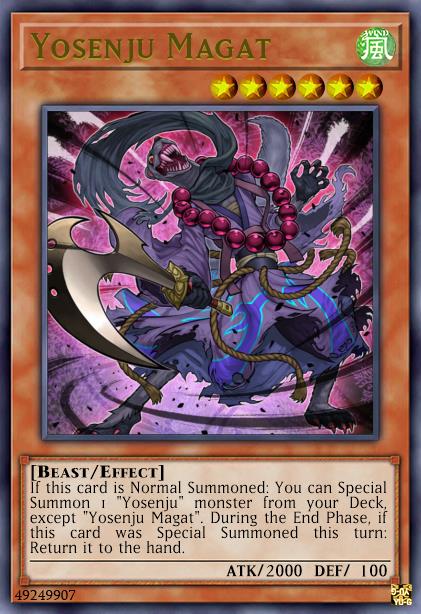 Yosenju Magat
WIND
風
[Beast/Effect]
If this card is Normal Summoned: You can Special
Summon 1 "Yosenju" monster from your Deck,
except "Yosenju Magat". During the End Phase, if
this card was Special Summoned this turn:
Return it to the hand.
ATK/2000 DEF/ 100
49249907